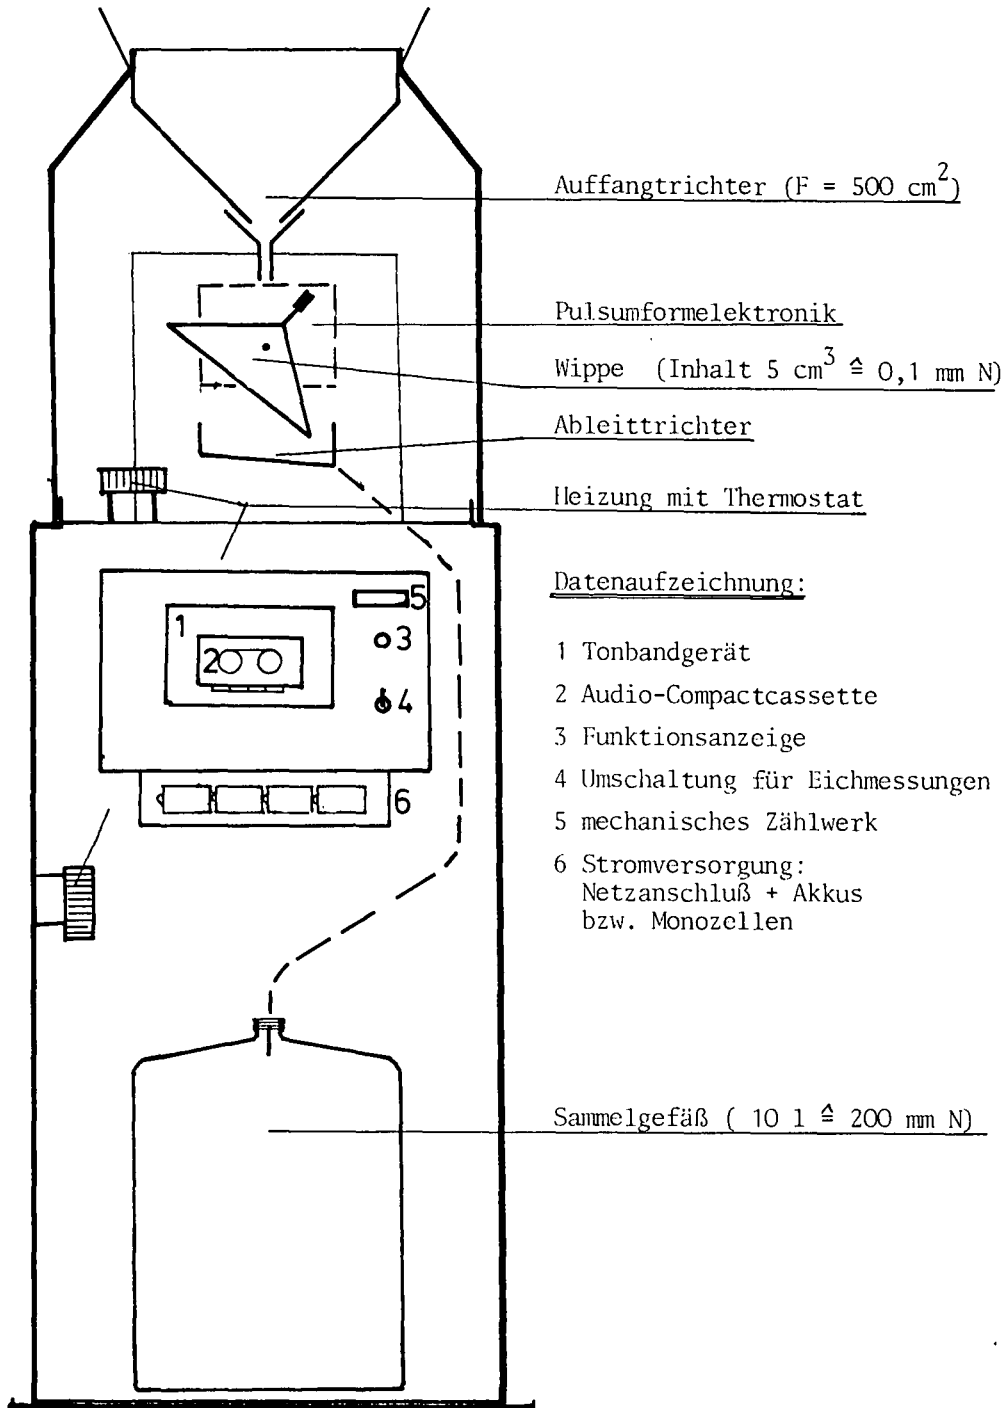 Auffangtrichter (F = 500 cm²)
Pulsumformelektronik
Wippe (Inhalt 5 cm³ ≙ 0,1 mm N)
Ableittrichter
Heizung mit Thermostat
5
1
3
2
4
6
Datenaufzeichnung:
1 Tonbandgerät
2 Audio-Compactcassette
3 Funktionsanzeige
4 Umschaltung für Eichmessungen
5 mechanisches Zählwerk
6 Stromversorgung:
Netzanschluß + Akkus
bzw. Monozellen
Sammelgefäß ( 10 l ≙ 200 mm N)